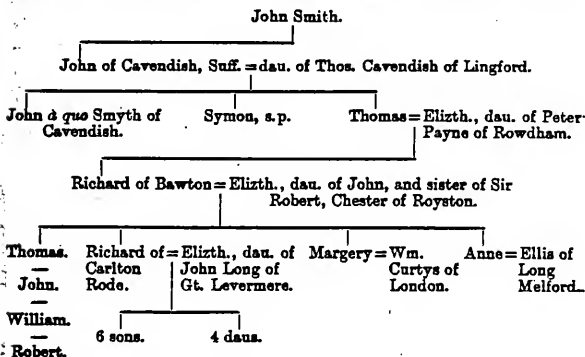 John Smith.
John of Cavendish, Suff. = dau. of Thos. Cavendish of Lingford.
John à quo Smyth of Cavendish.
Symon, s.p.
Thomas = Elizth., dau. of Peter Payne of Rowdham.
Richard of Bawton = Elizth., dau. of John, and sister of Sir
Robert, Chester of Royston.
Thomas.
—
John.
—
William.
—
Robert.
Richard of Carlton Rode. = Elizth., dau. of John Long of Gt. Levermere.
Margery = Wm. Curtys of London.
Anne = Ellis of Long Melford.
6 sons.
4 daus.